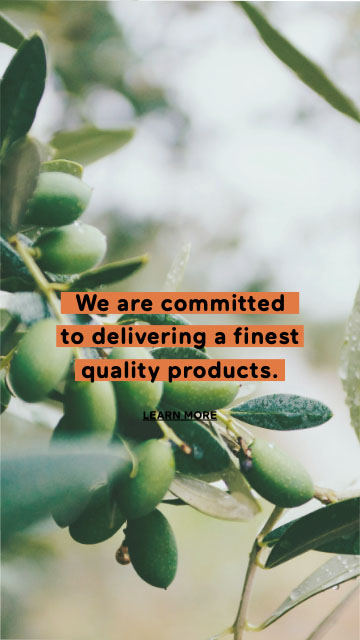 We are committed
to delivering a finest
quality products.
LEARN MORE